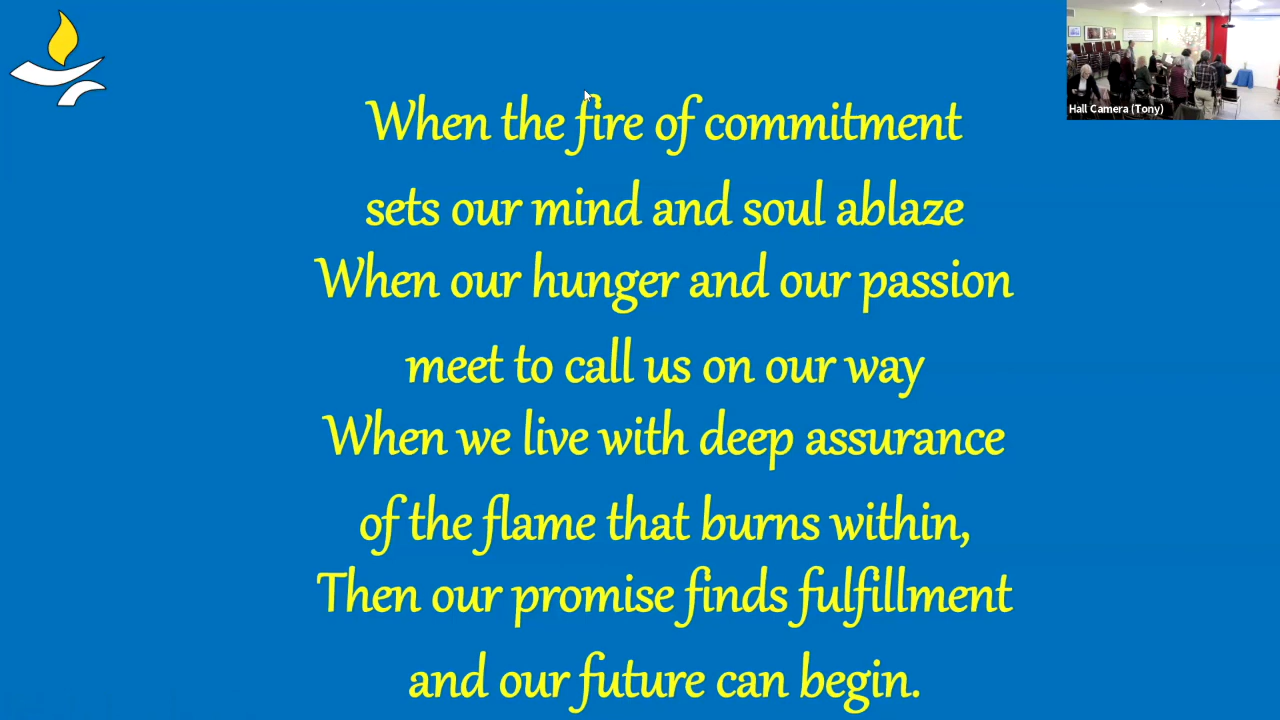 Hall Camera (Tony)
When the fire of commitment
sets our mind and soul ablaze
When our hunger and our passion
meet to call us on our way
When we live with deep assurance
of the flame that burns within,
Then our promise finds fulfillment
and our future can begin.